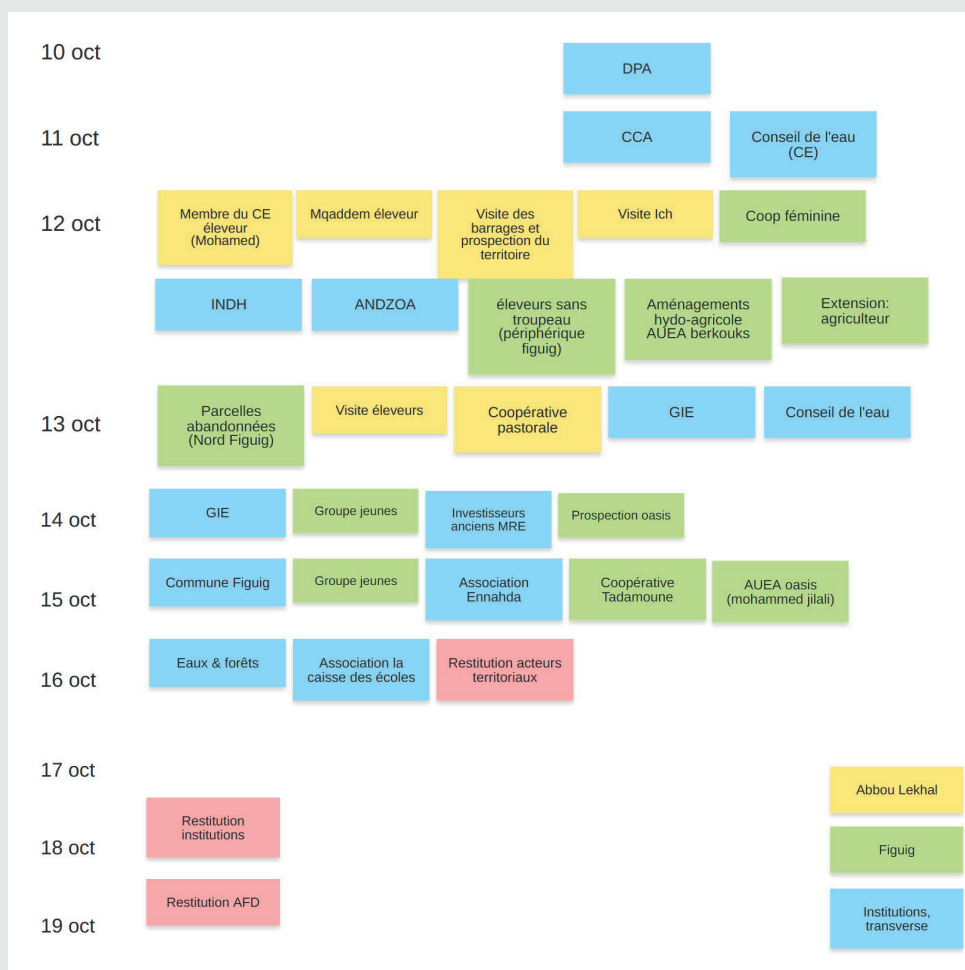 10 oct
DPA
11 oct
CCA
Conseil de l'eau
(CE)
12 oct
Membre du CE
éleveur
(Mohamed)
Mqaddem éleveur
Visite des
barrages et
prospection du
territoire
Visite Ich
Coop féminine
INDH
ANDZOA
éleveurs sans
troupeau
(périphérique
figuig)
Aménagements
hydo-agricole
AUEA berkouks
Extension:
agriculteur
13 oct
Parcelles
abandonnées
(Nord Figuig)
Visite éleveurs
Coopérative
pastorale
GIE
Conseil de l'eau
14 oct
GIE
Groupe jeunes
Investisseurs
anciens MRE
Prospection oasis
15 oct
Commune Figuig
Groupe jeunes
Association
Ennahda
Coopérative
Tadamoune
AUEA oasis
(mohammed jilali)
16 oct
Eaux & forêts
Association la
caisse des écoles
Restitution acteurs
territoriaux
17 oct
Abbou Lekhal
Restitution
institutions
18 oct
Figuig
Restitution AFD
19 oct
Institutions,
transverse